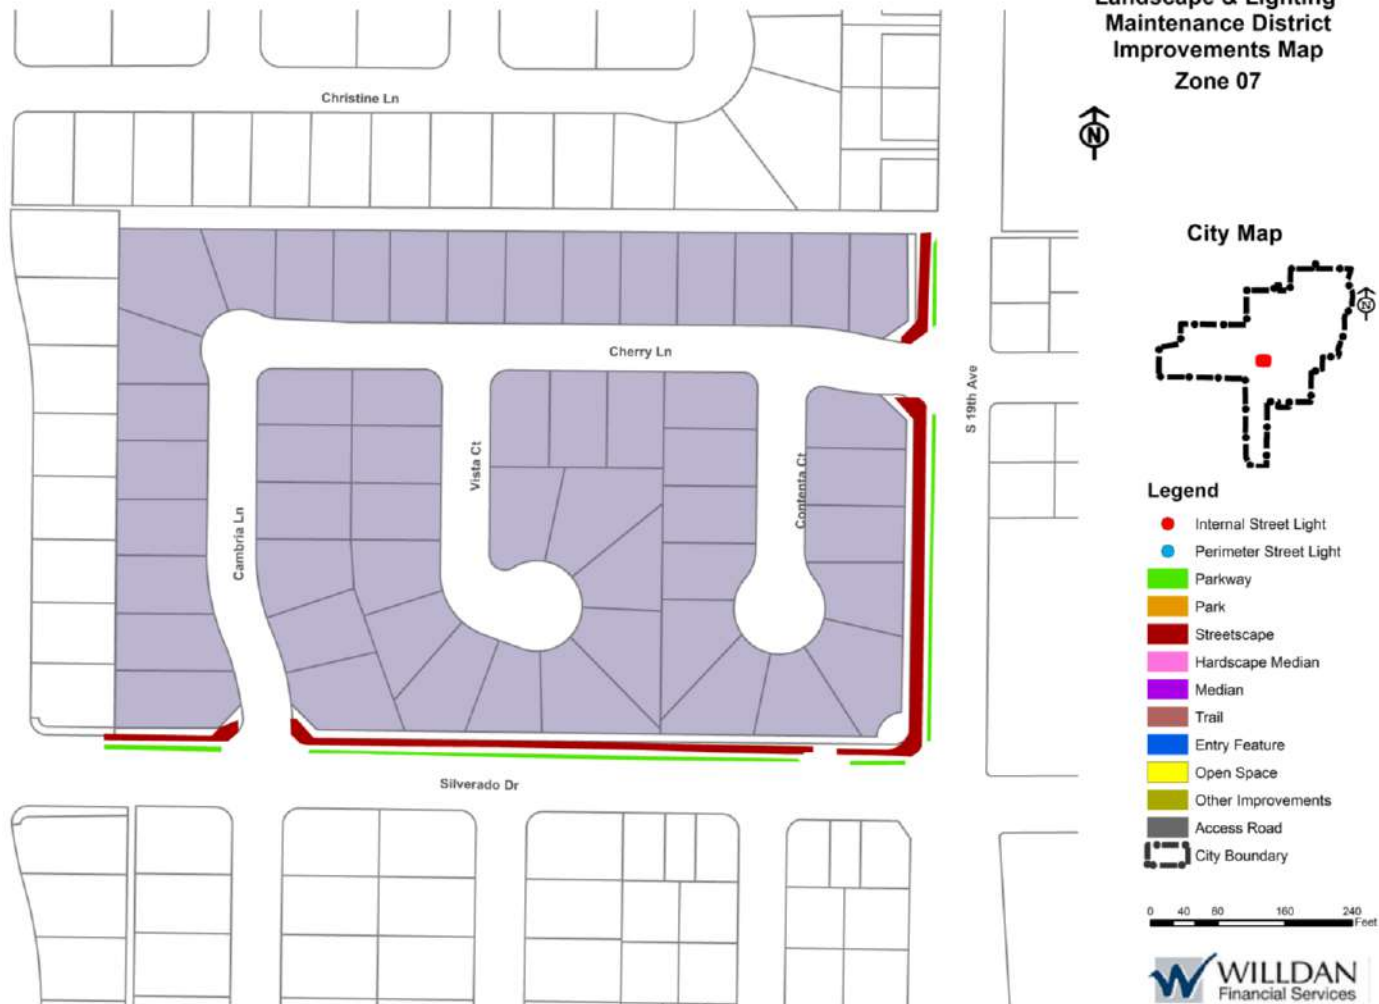 Landscape & Lighting
Maintenance District
Improvements Map
Zone 07
Christine Ln
N
City Map
N
Cherry Ln
S 19th Ave
Vista Ct
Contenta Ct
Cambria Ln
Legend
Internal Street Light
Perimeter Street Light
Parkway
Park
Streetscape
Hardscape Median
Median
Trail
Entry Feature
Open Space
Other Improvements
Access Road
City Boundary
Silverado Dr
0 40 80 160 240
Feet
WILLDAN
Financial Services